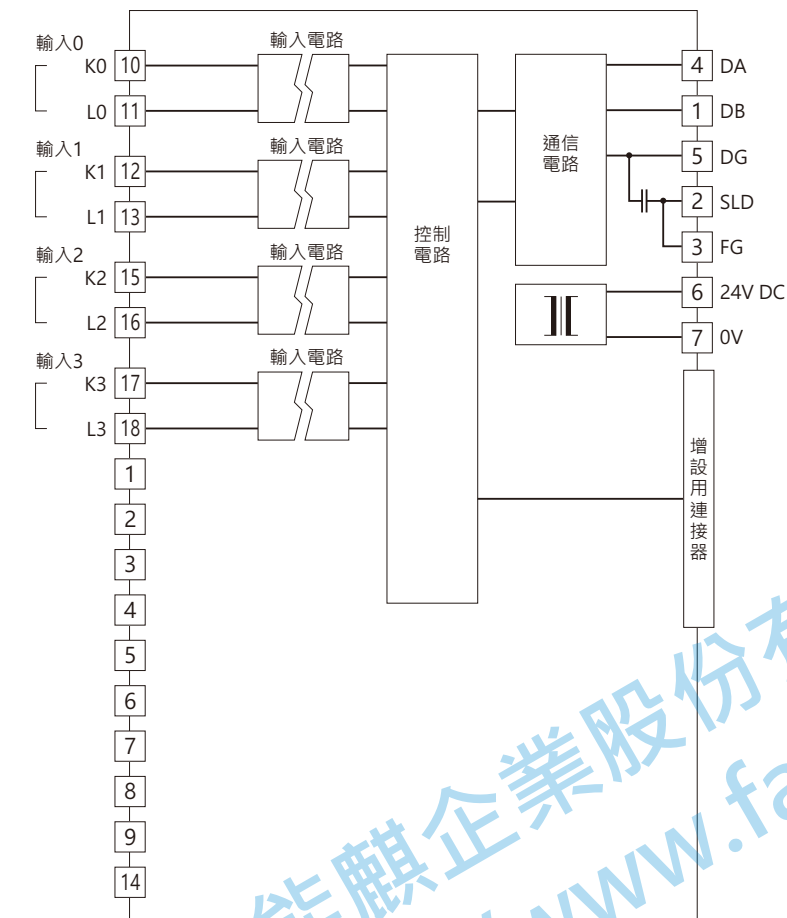 輸入0
K0 10
L0 11
輸入電路
輸入1
K1 12
L1 13
輸入電路
輸入2
K2 15
L2 16
輸入電路
輸入3
K3 17
L3 18
輸入電路
1
2
3
4
5
6
7
8
9
14
控制
電路
通信
電路
4 DA
1 DB
5 DG
2 SLD
3 FG
6 24V DC
7 0V
增設用連接器
麒企業股份
www.fa